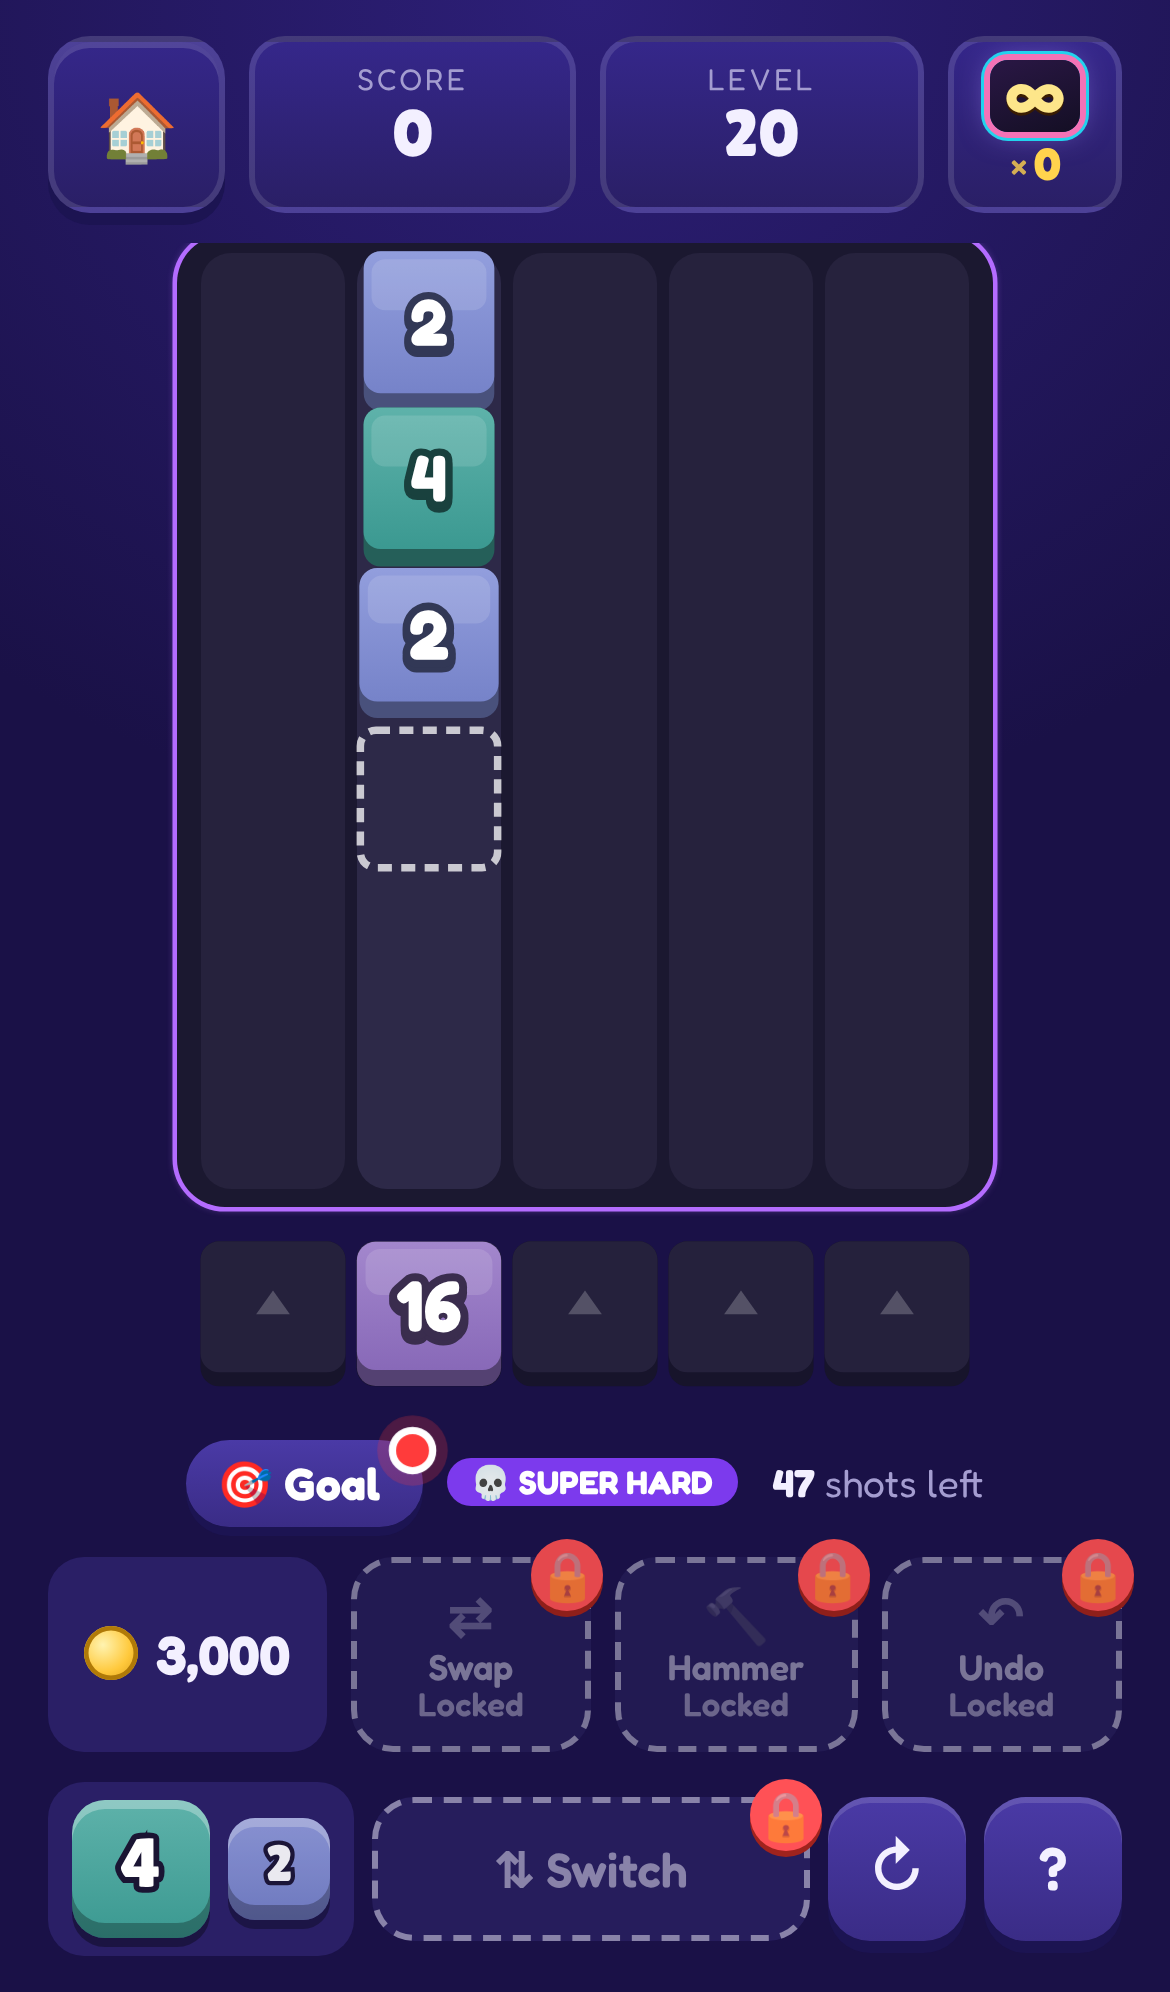 SCORE
0
LEVEL
20
∞
×0
2
4
2
16
Goal
SUPER HARD
47 shots left
3,000
Swap
Locked
Hammer
Locked
Undo
Locked
4
2
Switch
?